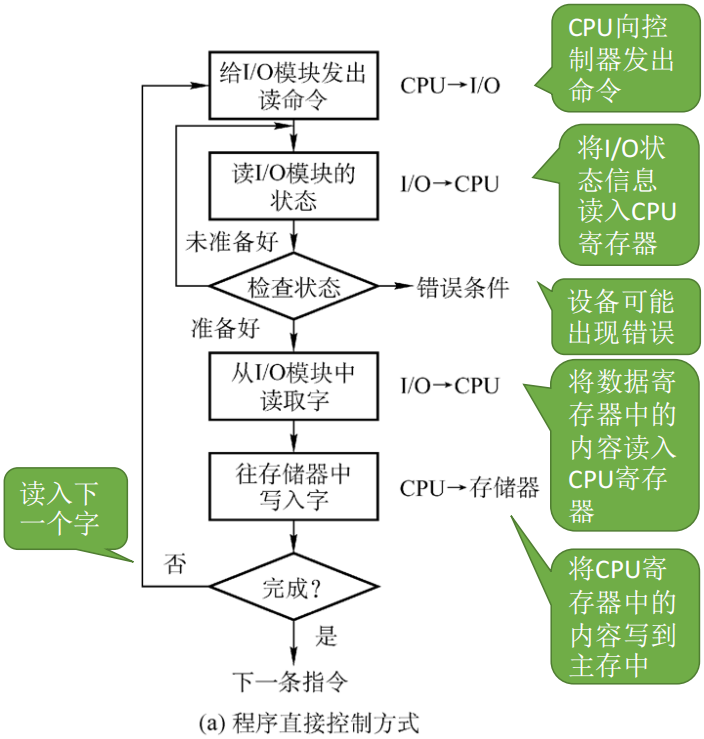 给I/O模块发出
读命令
CPU→I/O
CPU向控
制器发出
命令
读I/O模块的
状态
I/O→CPU
将I/O状
态信息
读入CPU
寄存器
未准备好
检查状态
错误条件
设备可能
出现错误
准备好
从I/O模块中
读取字
I/O→CPU
将数据寄
存器中的
内容读入
CPU寄存
器
往存储器中
写入字
CPU→存储器
读入下
一个字
否
完成？
将CPU寄
存器中的
内容写到
主存中
是
下一条指令
(a) 程序直接控制方式